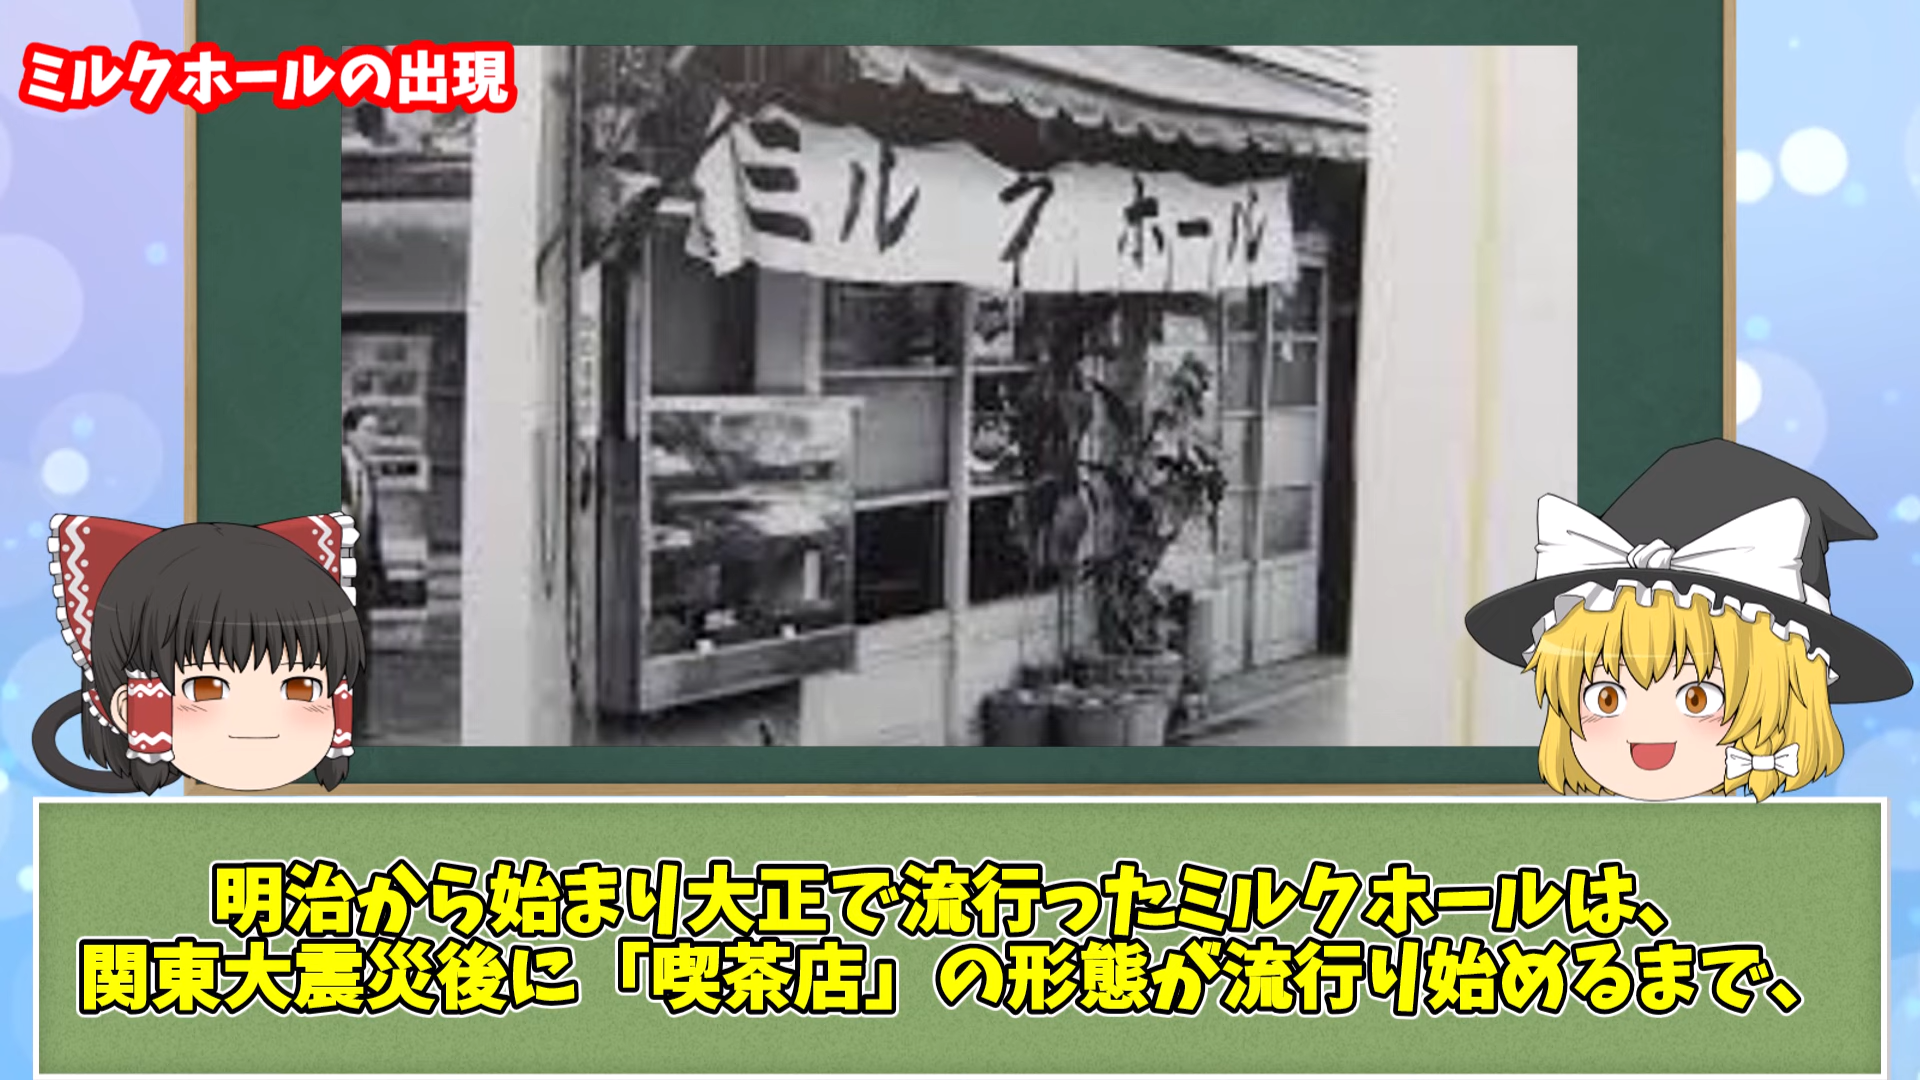 ミルクホールの出現
ミルクホール
明治から始まり大正で流行ったミルクホールは、
関東大震災後に「喫茶店」の形態が流行り始めるまで、